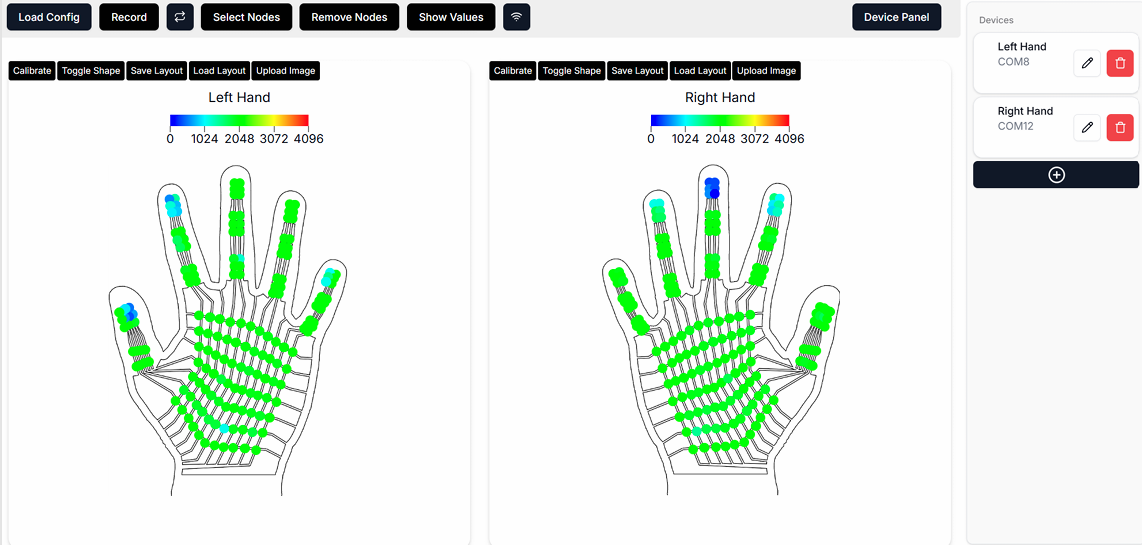 Load Config Record Select Nodes Remove Nodes Show Values Device Panel
Devices
Left Hand
COM8
Right Hand
COM12
Calibrate Toggle Shape Save Layout Load Layout Upload Image
Left Hand
0 1024 2048 3072 4096
Calibrate Toggle Shape Save Layout Load Layout Upload Image
Right Hand
0 1024 2048 3072 4096